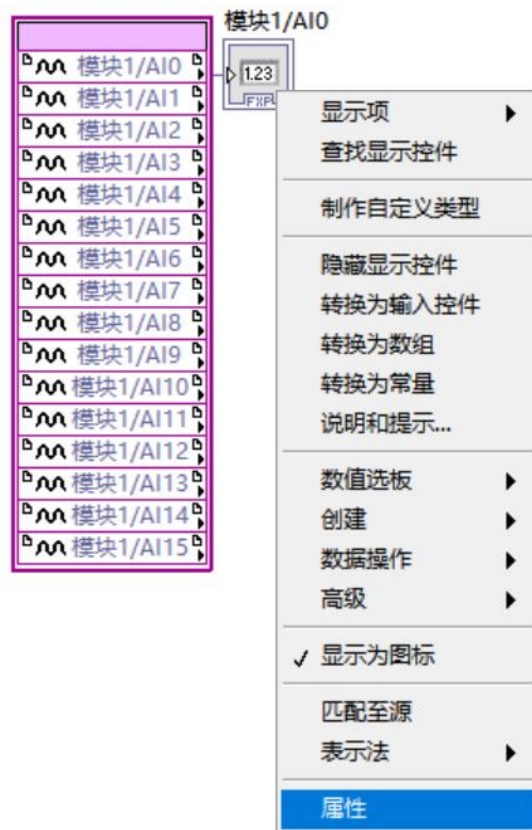 模块1/AI0
模块1/AI0
模块1/AI1
模块1/AI2
模块1/AI3
模块1/AI4
模块1/AI5
模块1/AI6
模块1/AI7
模块1/AI8
模块1/AI9
模块1/AI10
模块1/AI11
模块1/AI12
模块1/AI13
模块1/AI14
模块1/AI15
1.23
FXP
显示项
查找显示控件
制作自定义类型
隐藏显示控件
转换为输入控件
转换为数组
转换为常量
说明和提示...
数值选板
创建
数据操作
高级
✓ 显示为图标
匹配至源
表示法
属性